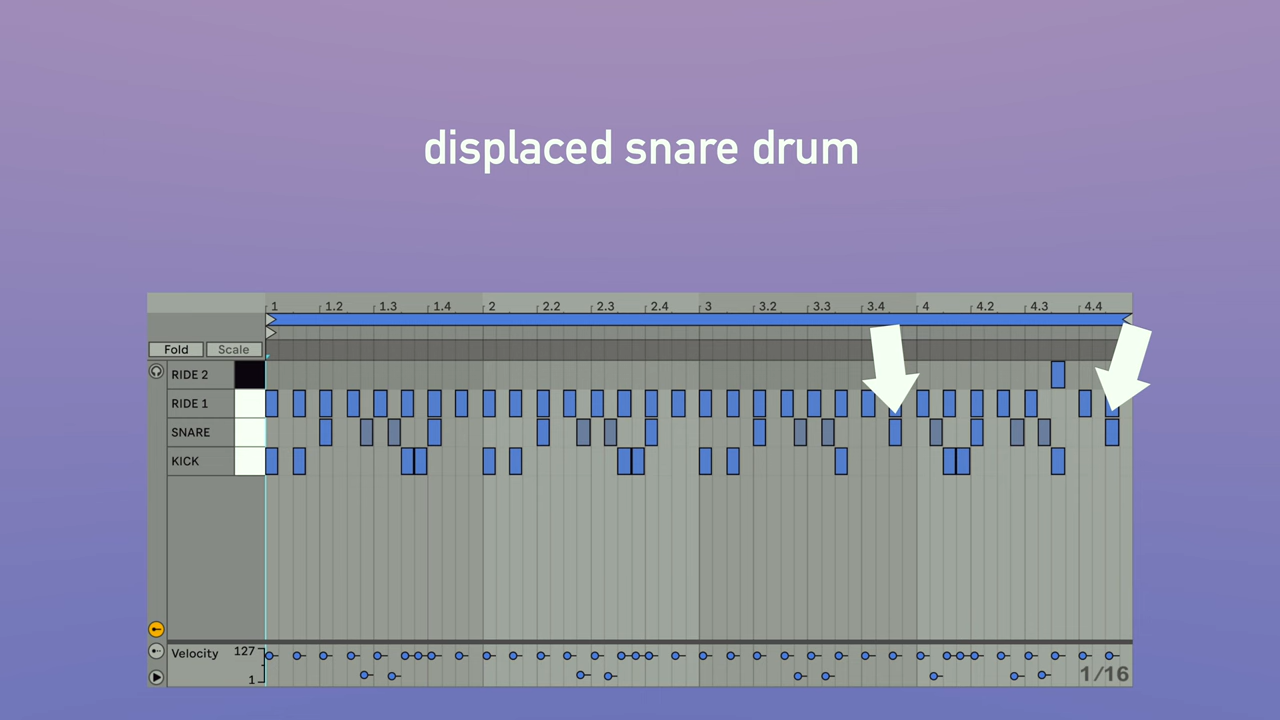 displaced snare drum
1 1.2 1.3 1.4 2 2.2 2.3 2.4 3 3.2 3.3 3.4 4 4.2 4.3 4.4
Fold Scale
RIDE 2
RIDE 1
SNARE
KICK
Velocity 127
1
1/16